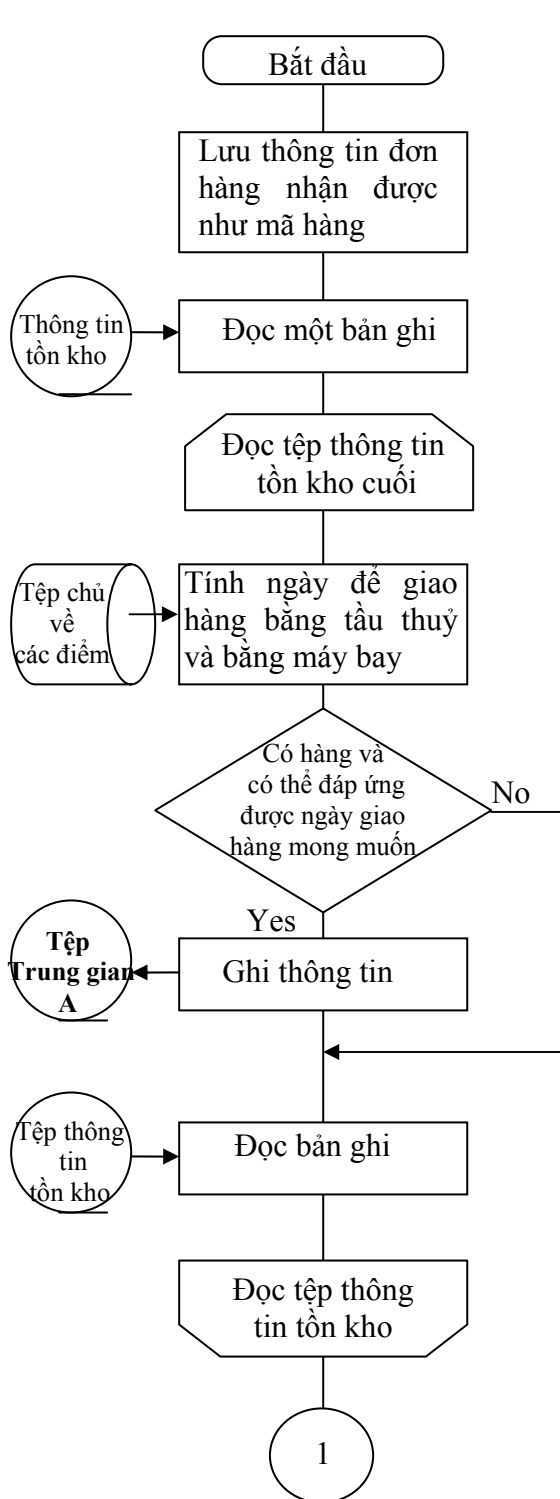 Bắt đầu
Lưu thông tin đơn
hàng nhận được
như mã hàng
Thông tin
tồn kho
Đọc một bản ghi
Đọc tệp thông tin
tồn kho cuối
Tệp chủ
về
các điểm
Tính ngày để giao
hàng bằng tầu thuỷ
và bằng máy bay
Có hàng và
có thể đáp ứng
được ngày giao
hàng mong muốn
No
Yes
Tệp
Trung gian
A
Ghi thông tin
Tệp thông
tin
tồn kho
Đọc bản ghi
Đọc tệp thông
tin tồn kho
1